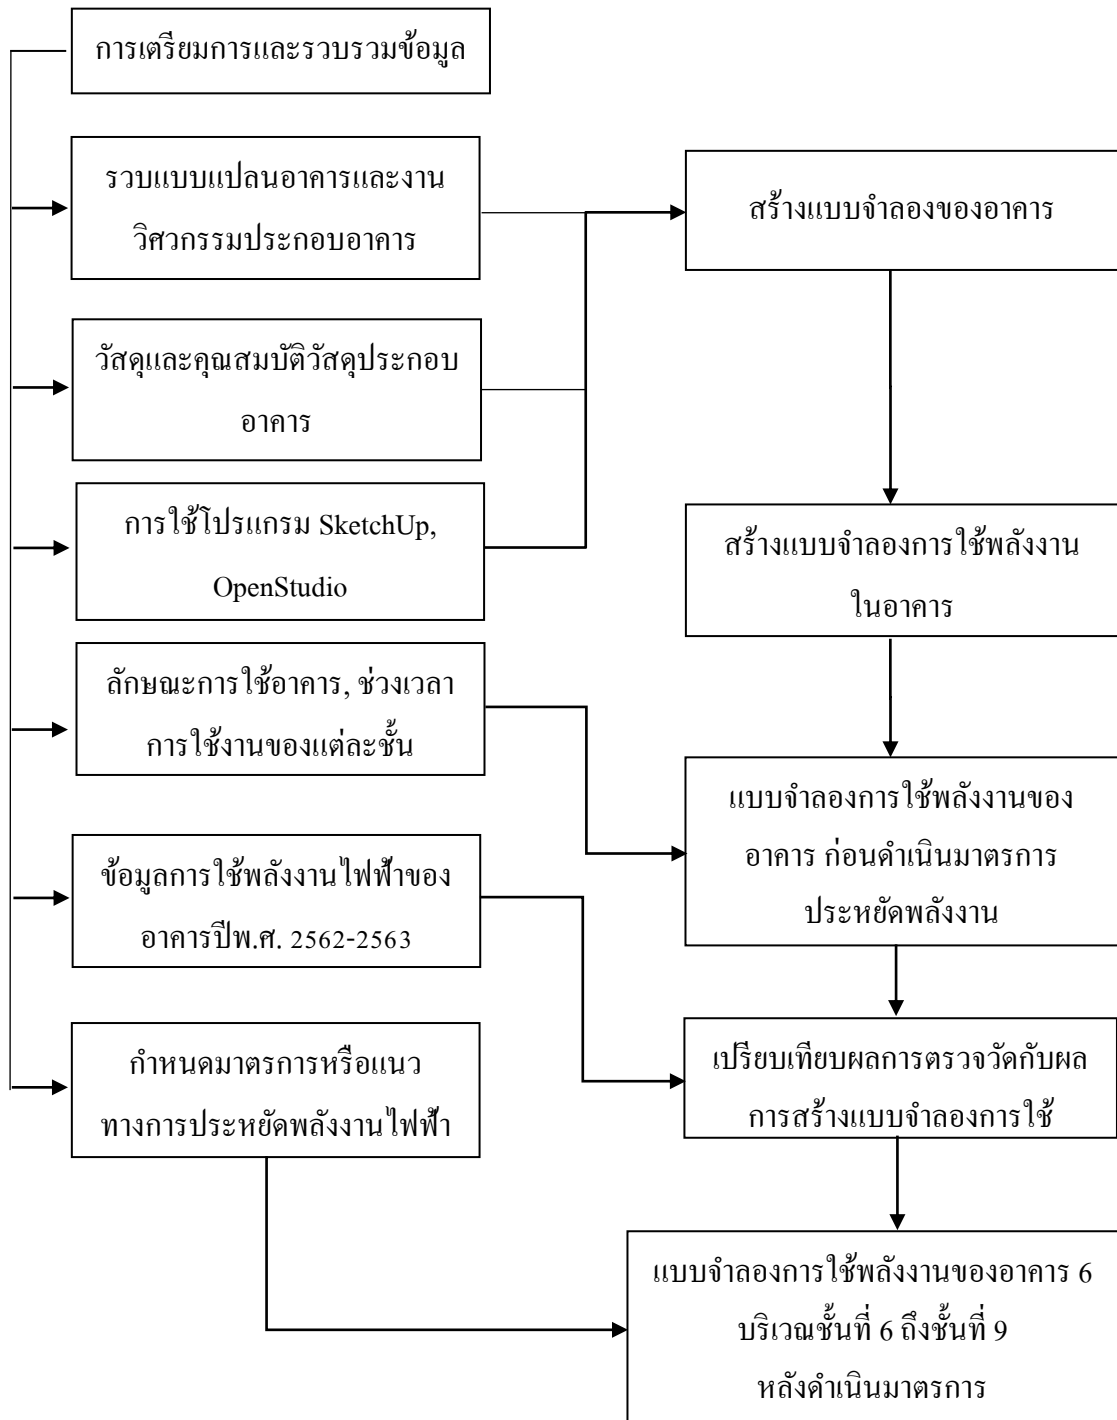 การเตรียมการและรวบรวมข้อมูล
รวบแบบแปลนอาคารและงาน
วิศวกรรมประกอบอาคาร
วัสดุและคุณสมบัติวัสดุประกอบ
อาคาร
การใช้โปรแกรม SketchUp,
OpenStudio
ลักษณะการใช้อาคาร, ช่วงเวลา
การใช้งานของแต่ละชั้น
ข้อมูลการใช้พลังงานไฟฟ้าของ
อาคารปีพ.ศ. 2562-2563
กำหนดมาตรการหรือแนว
ทางการประหยัดพลังงานไฟฟ้า
สร้างแบบจำลองของอาคาร
สร้างแบบจำลองการใช้พลังงาน
ในอาคาร
แบบจำลองการใช้พลังงานของ
อาคาร ก่อนดำเนินมาตรการ
ประหยัดพลังงาน
เปรียบเทียบผลการตรวจวัดกับผล
การสร้างแบบจำลองการใช้
แบบจำลองการใช้พลังงานของอาคาร 6
บริเวณชั้นที่ 6 ถึงชั้นที่ 9
หลังดำเนินมาตรการ